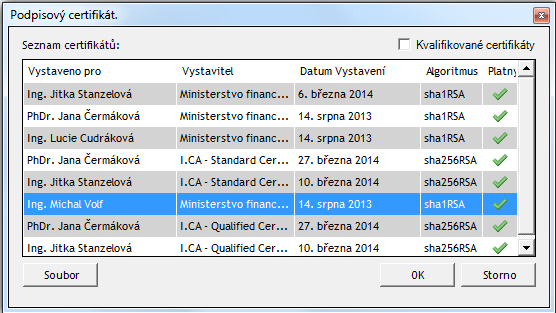 Podpisový certifikát.
Seznam certifikátů: Kvalifikované certifikáty
Vystaveno pro Vystavitel Datum Vystavení Algoritmus Platný
Ing. Jitka Stanzelová Ministerstvo financ... 6. března 2014 sha1RSA
PhDr. Jana Čermáková Ministerstvo financ... 14. srpna 2013 sha1RSA
Ing. Lucie Cudráková Ministerstvo financ... 14. srpna 2013 sha1RSA
PhDr. Jana Čermáková I.CA - Standard Cer... 27. března 2014 sha256RSA
Ing. Jitka Stanzelová I.CA - Standard Cer... 10. března 2014 sha256RSA
Ing. Michal Volf Ministerstvo financ... 14. srpna 2013 sha1RSA
PhDr. Jana Čermáková I.CA - Qualified Cer... 27. března 2014 sha256RSA
Ing. Jitka Stanzelová I.CA - Qualified Cer... 10. března 2014 sha256RSA
Soubor OK Storno